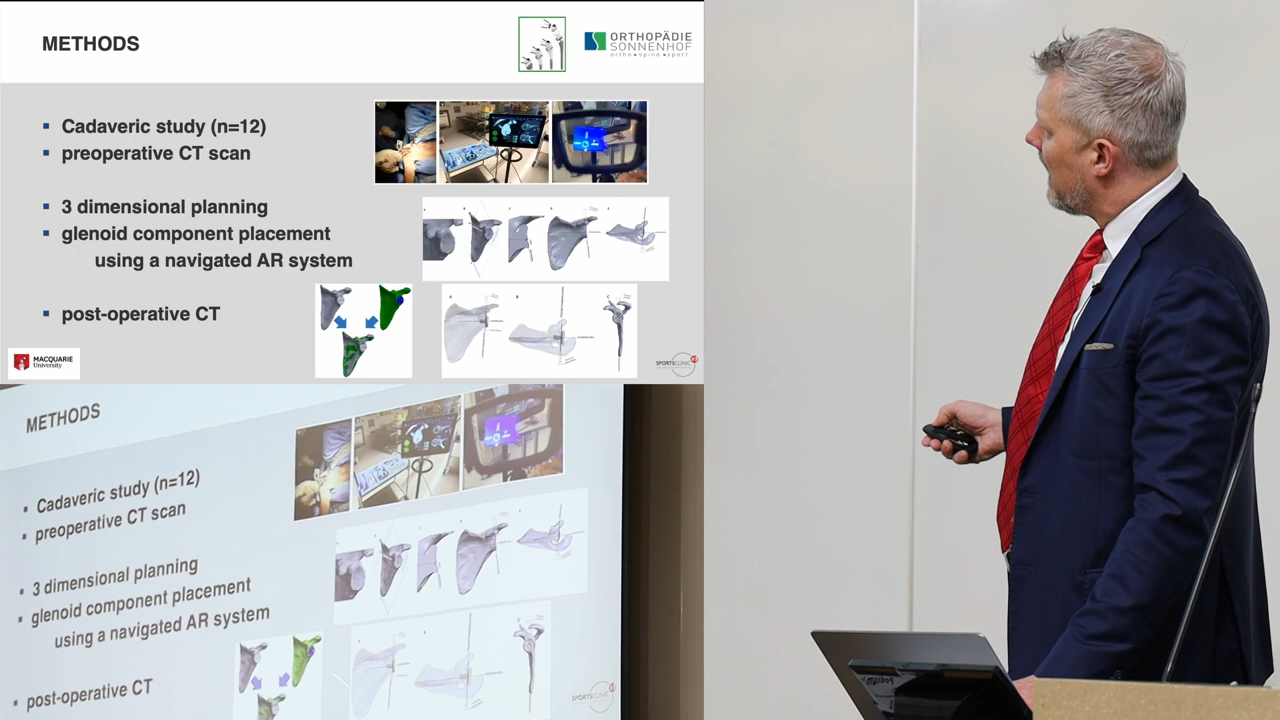 METHODS
ORTHOPÄDIE
SONNENHOF
ortho • spine • sport
▪ Cadaveric study (n=12)
▪ preoperative CT scan
▪ 3 dimensional planning
▪ glenoid component placement
using a navigated AR system
▪ post-operative CT
MACQUARIE
University
SPORTSCLINIC
METHODS
▪ Cadaveric study (n=12)
▪ preoperative CT scan
▪ 3 dimensional planning
▪ glenoid component placement
using a navigated AR system
▪ post-operative CT
SPORTSCLINIC